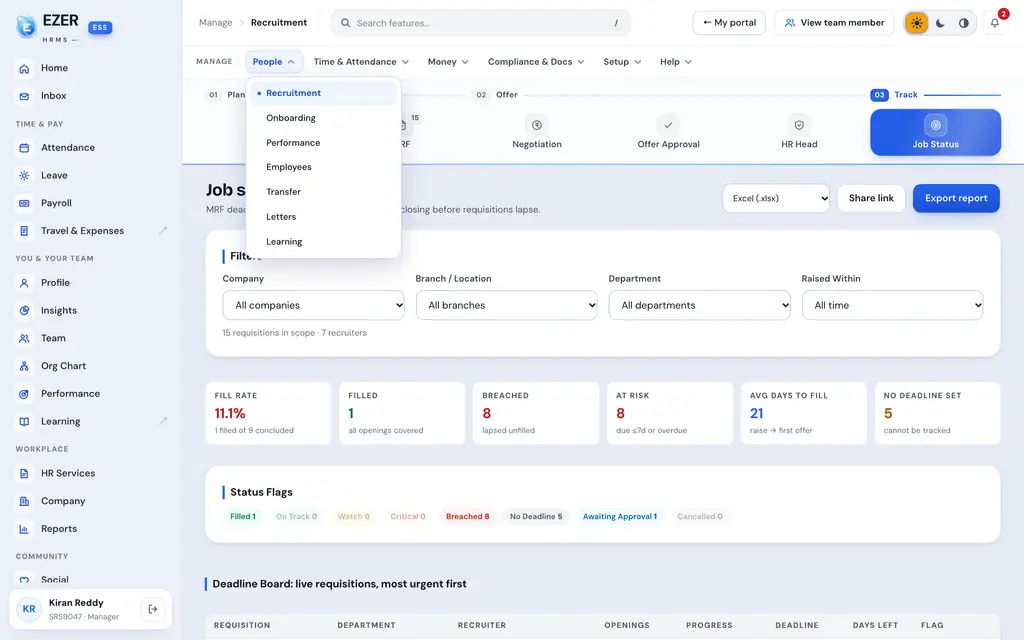 EZER
HRMS
ESS
Manage
Recruitment
Search features..
/
← My portal
View team member
2
MANAGE
People
Time & Attendance
Money
Compliance & Docs
Setup
Help
Recruitment
Onboarding
Performance
Employees
Transfer
Letters
Learning
01 Plan
02 Offer
03 Track
15
RF
Negotiation
Offer Approval
HR Head
Job Status
Job s
MRF dead
closing before requisitions lapse.
Excel (.xlsx)
Share link
Export report
Filters
Company
Branch / Location
Department
Raised Within
All companies
All branches
All departments
All time
15 requisitions in scope · 7 recruiters
FILL RATE
11.1%
1 filled of 9 concluded
FILLED
1
all openings covered
BREACHED
8
lapsed unfilled
AT RISK
8
due ≤7d or overdue
AVG DAYS TO FILL
21
raise → first offer
NO DEADLINE SET
5
cannot be tracked
Status Flags
Filled 1
On Track 0
Watch 0
Critical 0
Breached 8
No Deadline 5
Awaiting Approval 1
Cancelled 0
Deadline Board: live requisitions, most urgent first
REQUISITION
DEPARTMENT
RECRUITER
OPENINGS
PROGRESS
DEADLINE
DAYS LEFT
FLAG
Home
Inbox
TIME & PAY
Attendance
Leave
Payroll
Travel & Expenses
YOU & YOUR TEAM
Profile
Insights
Team
Org Chart
Performance
Learning
WORKPLACE
HR Services
Company
Reports
COMMUNITY
Social
KR
Kiran Reddy
SRS9047 · Manager